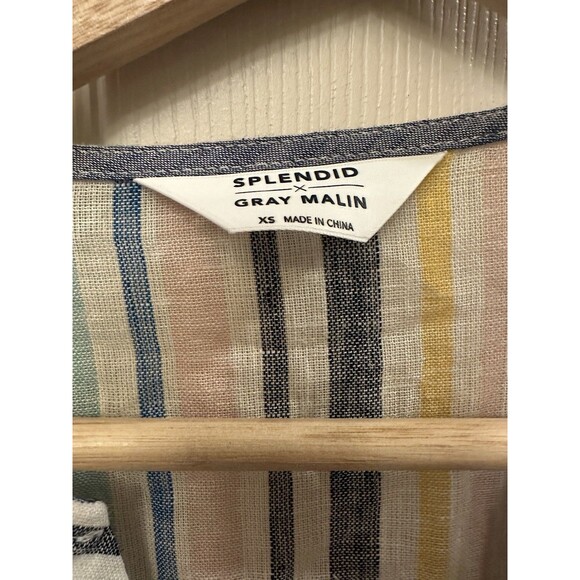 SPLENDID
×
GRAY MALIN
XS MADE IN CHINA